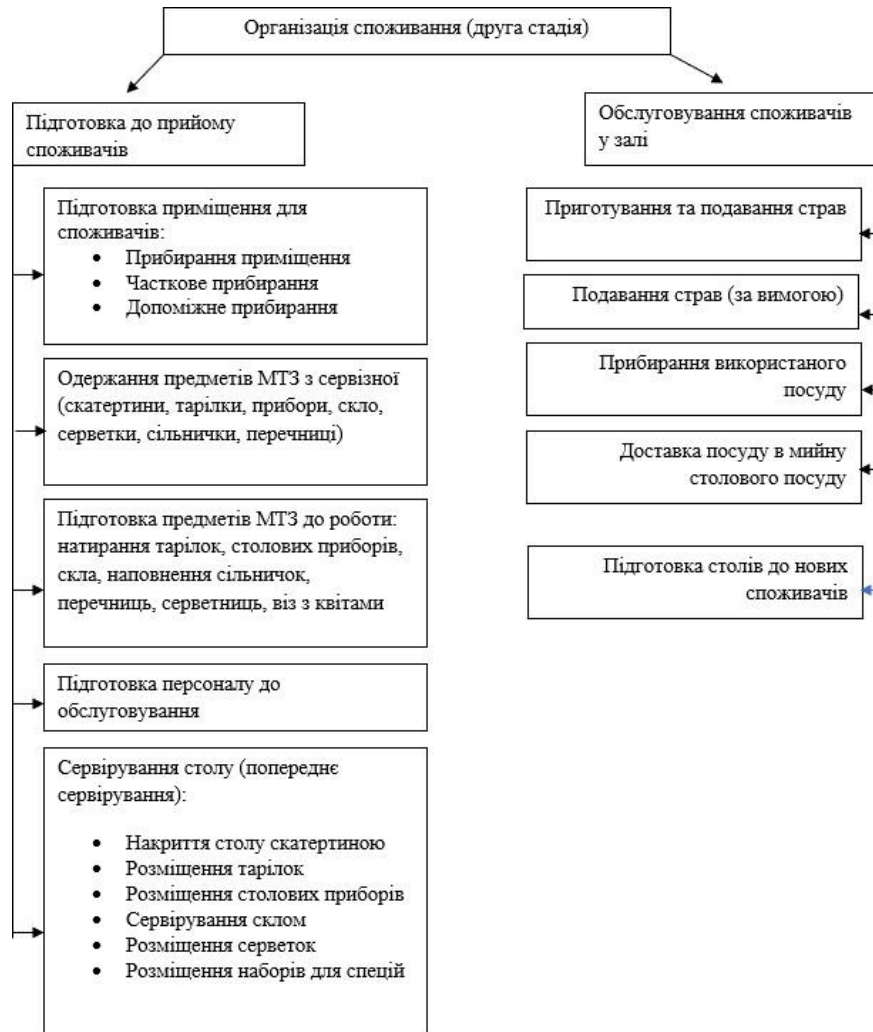 Організація споживання (друга стадія)
Підготовка до прийому
споживачів
Підготовка приміщення для
споживачів:
• Прибирання приміщення
• Часткове прибирання
• Допоміжне прибирання
Одержання предметів МТЗ з сервізної
(скатертини, тарілки, прибори, скло,
серветки, сільнички, перечниці)
Підготовка предметів МТЗ до роботи:
натирання тарілок, столових приборів,
скла, наповнення сільничок,
перечниць, серветниць, віз з квітами
Підготовка персоналу до
обслуговування
Сервірування столу (попереднє
сервірування):
• Накриття столу скатертиною
• Розміщення тарілок
• Розміщення столових приборів
• Сервірування склом
• Розміщення серветок
• Розміщення наборів для спецій
Обслуговування споживачів
у залі
Приготування та подавання страв
Подавання страв (за вимогою)
Прибирання використаного
посуду
Доставка посуду в мийну
столового посуду
Підготовка столів до нових
споживачів